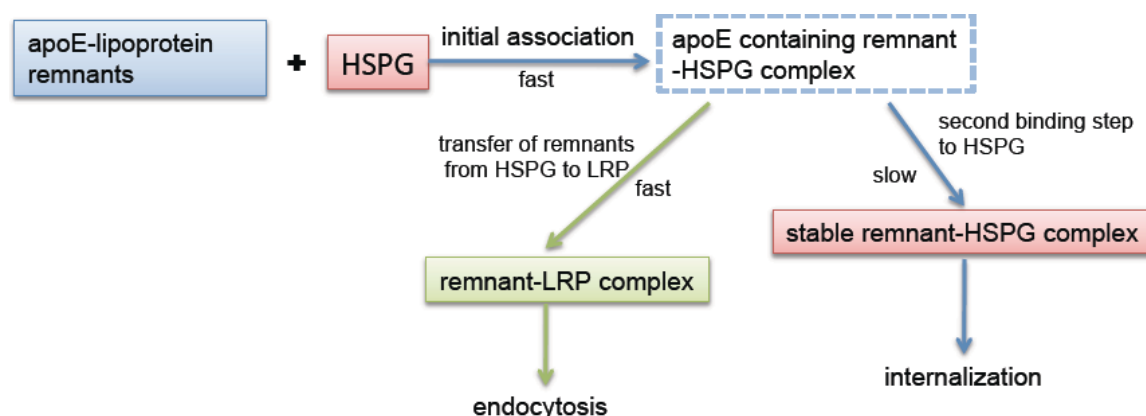 apoE-lipoprotein
remnants
+
HSPG
initial association
fast
apoE containing remnant
-HSPG complex
transfer of remnants
from HSPG to LRP
fast
second binding step
to HSPG
slow
stable remnant-HSPG complex
remnant-LRP complex
internalization
endocytosis